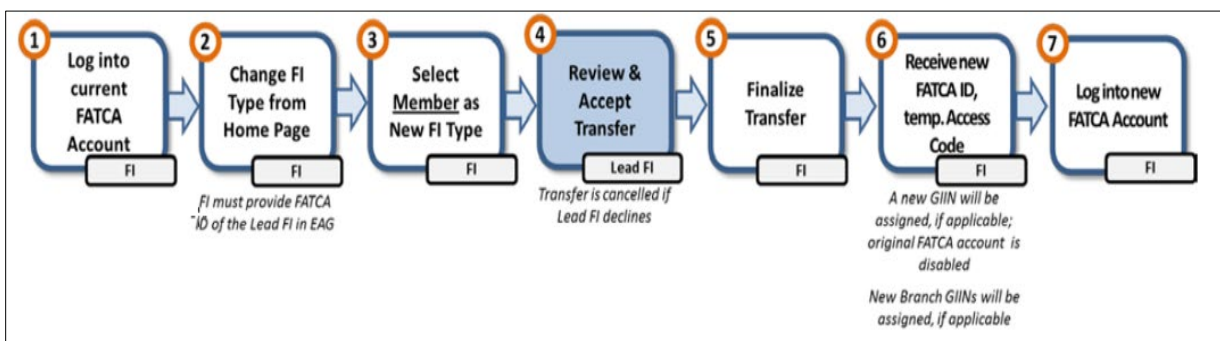 1
Log into
current
FATCA
Account
FI
2
Change FI
Type from
Home Page
FI
FI must provide FATCA
ID of the Lead FI in EAG
3
Select
Member as
New FI Type
FI
4
Review &
Accept
Transfer
Lead FI
Transfer is cancelled if
Lead FI declines
5
Finalize
Transfer
FI
6
Receive new
FATCA ID,
temp. Access
Code
FI
A new GIIN will be
assigned, if applicable;
original FATCA account is
disabled
New Branch GIINs will be
assigned, if applicable
7
Log into new
FATCA Account
FI